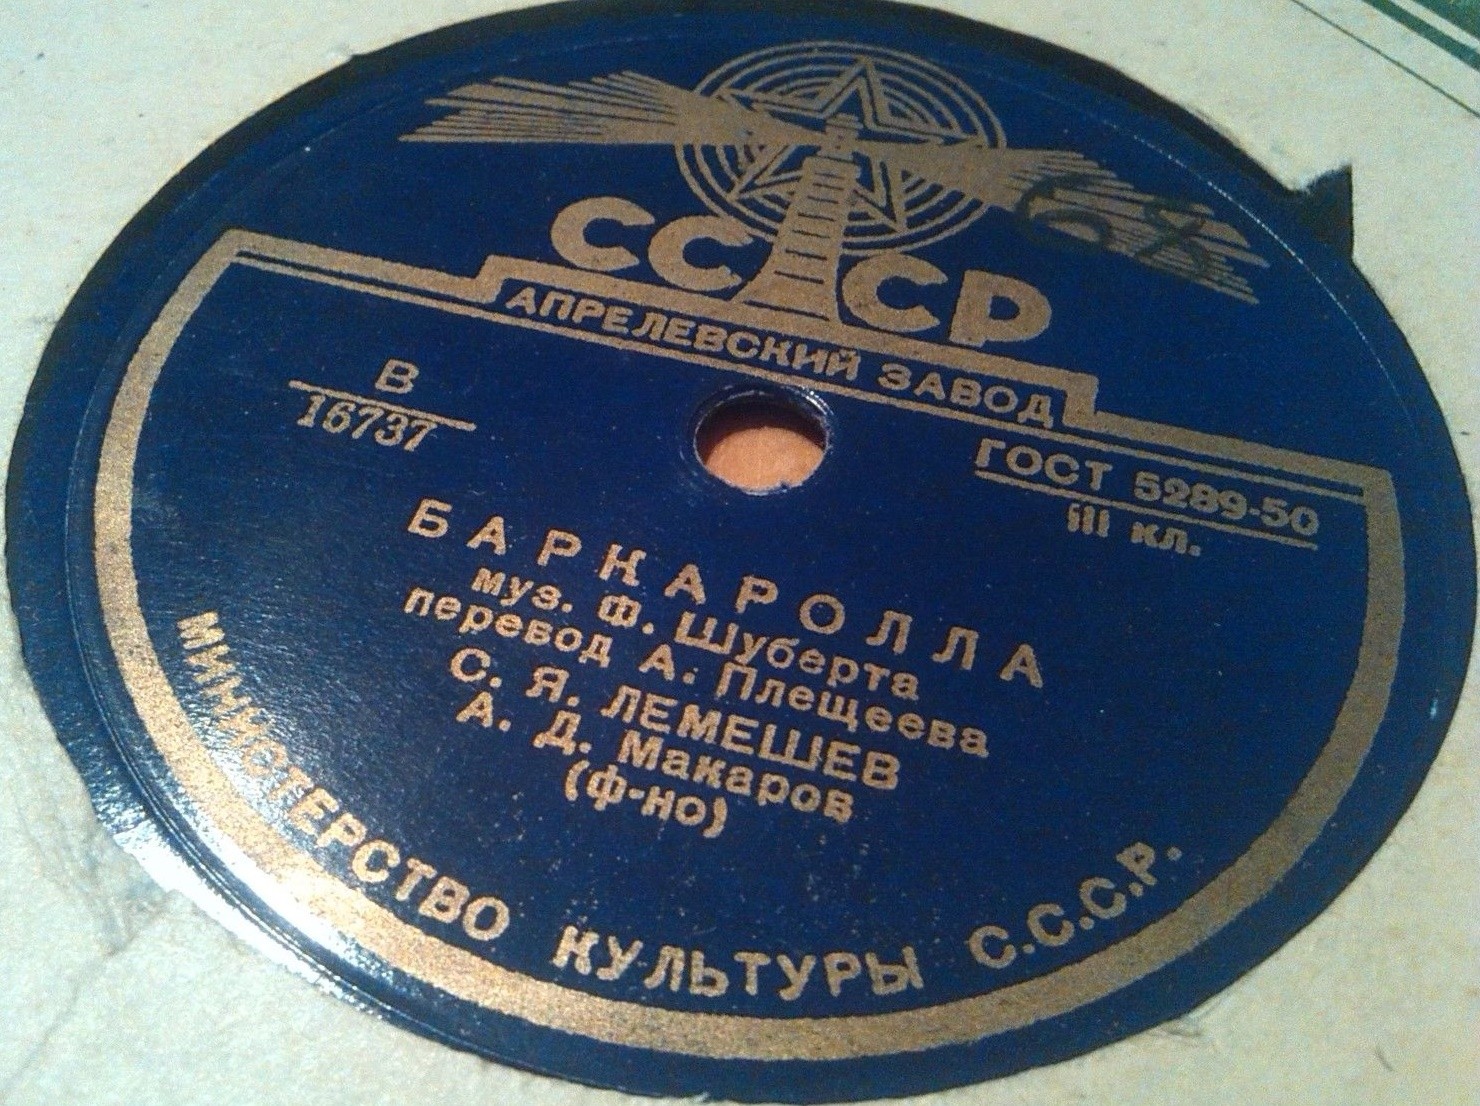 68
СССР
АПРЕЛЕВСКИЙ ЗАВОД
В
16737
ГОСТ 5289-50
III кл.
БАРКАРОЛЛА
муз. Ф. Шуберта
перевод А. Плещеева
С. Я. ЛЕМЕШЕВ
А. Д. Макаров
(ф-но)
МИНИСТЕРСТВО КУЛЬТУРЫ С.С.С.Р.